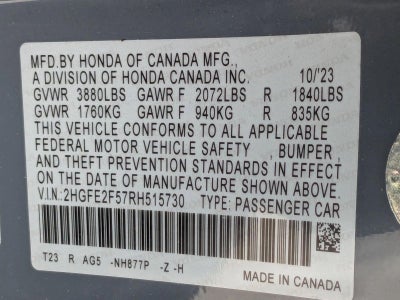 MFD.BY HONDA OF CANADA MFG.,
A DIVISION OF HONDA CANADA INC. 10/'23
GVWR 3880LBS GAWR F 2072LBS R 1840LBS
GVWR 1760KG GAWR F 940KG R 835KG
THIS VEHICLE CONFORMS TO ALL APPLICABLE
FEDERAL MOTOR VEHICLE SAFETY , BUMPER ,
AND THEFT PREVENTION STANDARDS IN EFFECT
ON THE DATE OF MANUFACTURE SHOWN ABOVE.
V.I.N.:2HGFE2F57RH515730 TYPE: PASSENGER CAR
T23 R AG5 -NH877P -Z -H
MADE IN CANADA